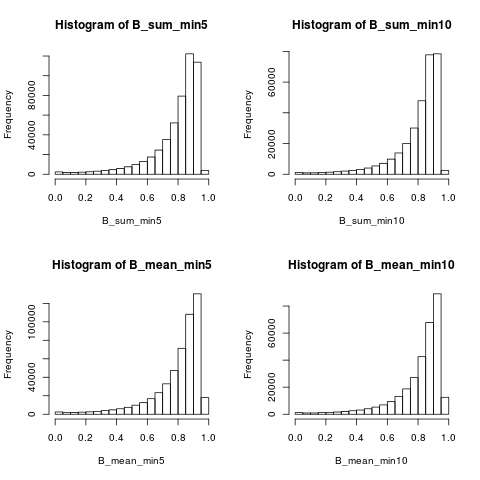 Histogram of B_sum_min5
Frequency
0 40000 80000
0.0 0.2 0.4 0.6 0.8 1.0
B_sum_min5
Histogram of B_sum_min10
Frequency
0 20000 60000
0.0 0.2 0.4 0.6 0.8 1.0
B_sum_min10
Histogram of B_mean_min5
Frequency
0 40000 100000
0.0 0.2 0.4 0.6 0.8 1.0
B_mean_min5
Histogram of B_mean_min10
Frequency
0 20000 60000
0.0 0.2 0.4 0.6 0.8 1.0
B_mean_min10